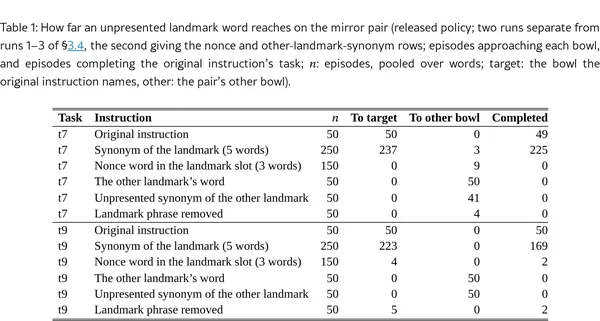 Table 1: How far an unpresented landmark word reaches on the mirror pair (released policy; two runs separate from
runs 1–3 of §3.4, the second giving the nonce and other-landmark-synonym rows; episodes approaching each bowl,
and episodes completing the original instruction's task; n: episodes, pooled over words; target: the bowl the
original instruction names, other: the pair's other bowl).
Task Instruction n To target To other bowl Completed
t7 Original instruction 50 50 0 49
t7 Synonym of the landmark (5 words) 250 237 3 225
t7 Nonce word in the landmark slot (3 words) 150 0 9 0
t7 The other landmark's word 50 0 50 0
t7 Unpresented synonym of the other landmark 50 0 41 0
t7 Landmark phrase removed 50 0 4 0
t9 Original instruction 50 50 0 50
t9 Synonym of the landmark (5 words) 250 223 0 169
t9 Nonce word in the landmark slot (3 words) 150 4 0 2
t9 The other landmark's word 50 0 50 0
t9 Unpresented synonym of the other landmark 50 0 50 0
t9 Landmark phrase removed 50 5 0 2